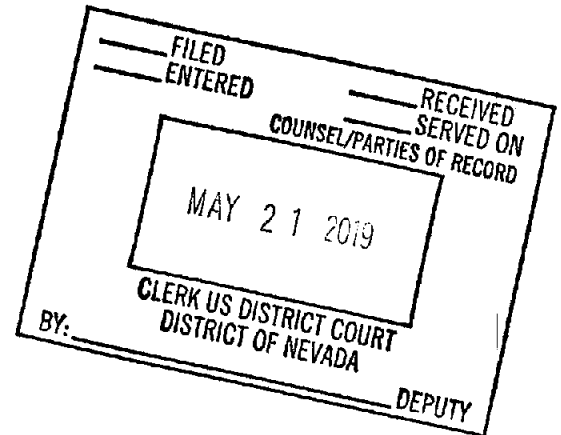 FILED RECEIVED
ENTERED SERVED ON
COUNSEL/PARTIES OF RECORD
MAY 21 2019
CLERK US DISTRICT COURT
DISTRICT OF NEVADA
BY: DEPUTY